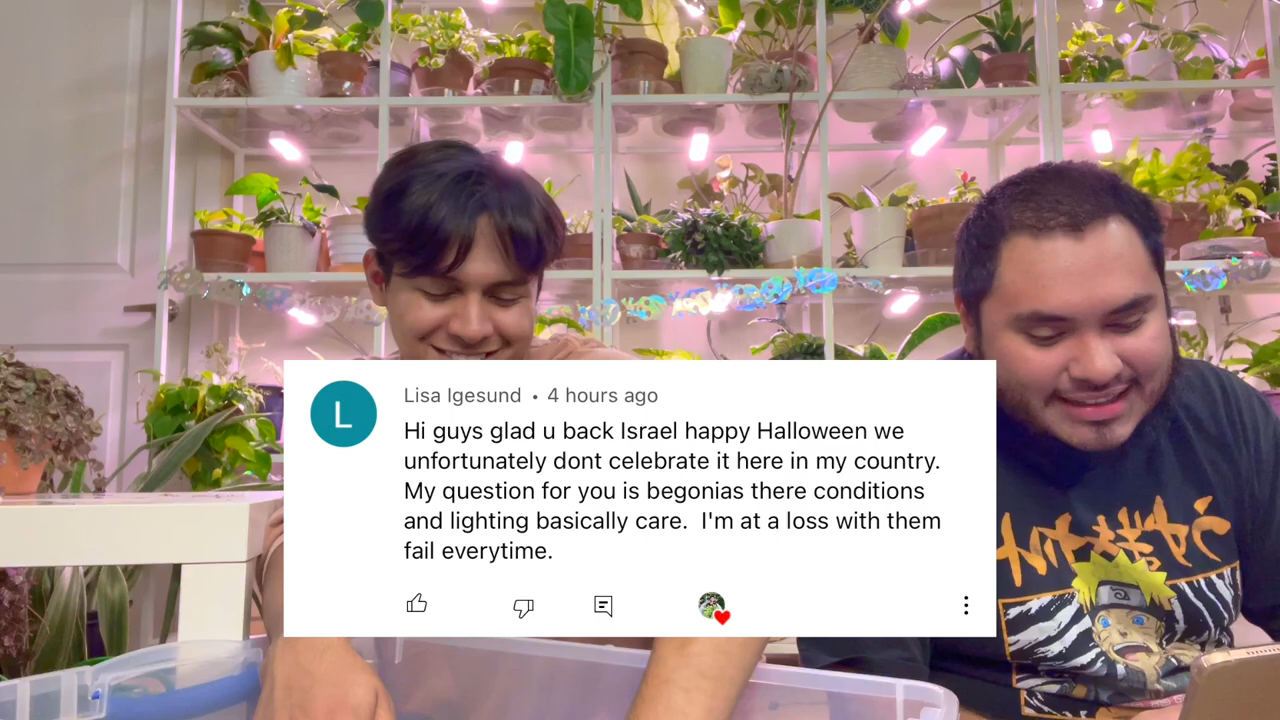 Lisa Igesund • 4 hours ago
L
Hi guys glad u back Israel happy Halloween we
unfortunately dont celebrate it here in my country.
My question for you is begonias there conditions
and lighting basically care.  I'm at a loss with them
fail everytime.